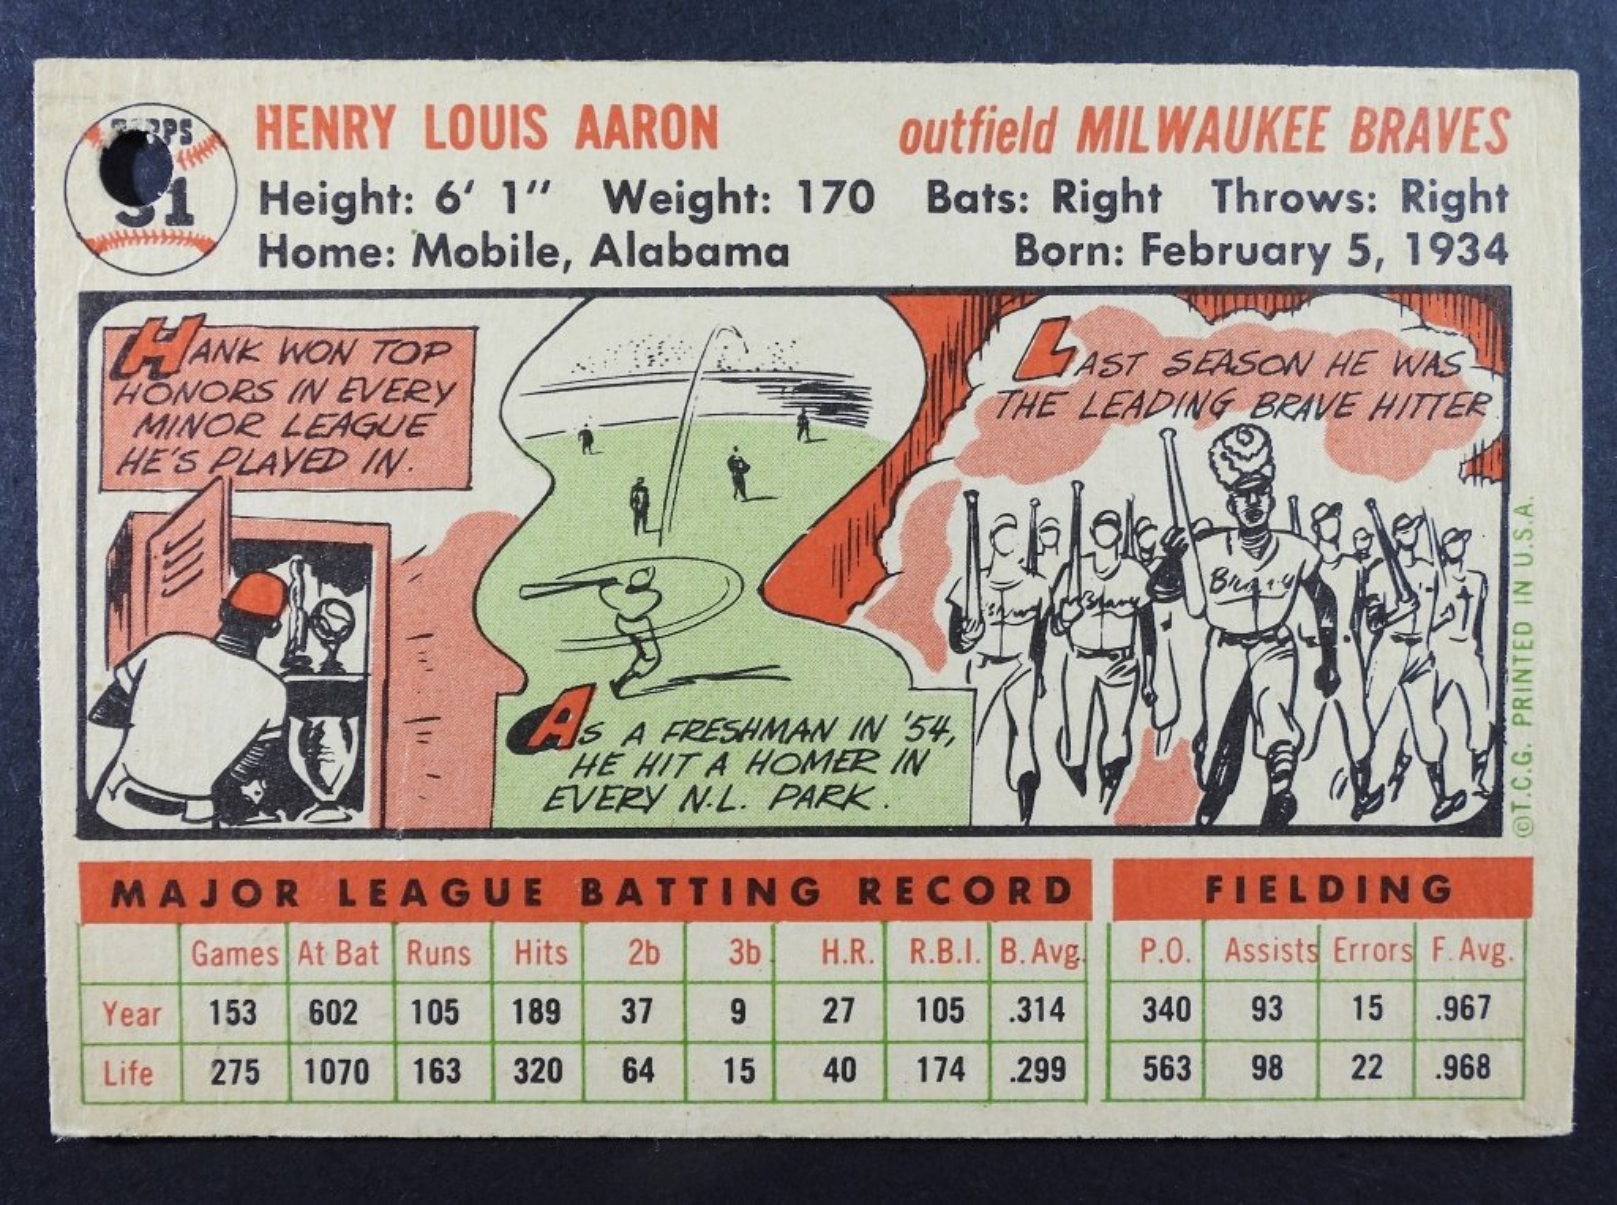 31
HENRY LOUIS AARON
outfield MILWAUKEE BRAVES
Height: 6' 1" Weight: 170 Bats: Right Throws: Right
Home: Mobile, Alabama
Born: February 5, 1934
HANK WON TOP
HONORS IN EVERY
MINOR LEAGUE
HE'S PLAYED IN.
AS A FRESHMAN IN '54,
HE HIT A HOMER IN
EVERY N.L. PARK.
LAST SEASON HE WAS
THE LEADING BRAVE HITTER
©T.C.G. PRINTED IN U.S.A.
MAJOR LEAGUE BATTING RECORD
Games At Bat Runs Hits 2b 3b H.R. R.B.I. B. Avg.
Year 153 602 105 189 37 9 27 105 .314
Life 275 1070 163 320 64 15 40 174 .299
FIELDING
P.O. Assists Errors F. Avg.
340 93 15 .967
563 98 22 .968